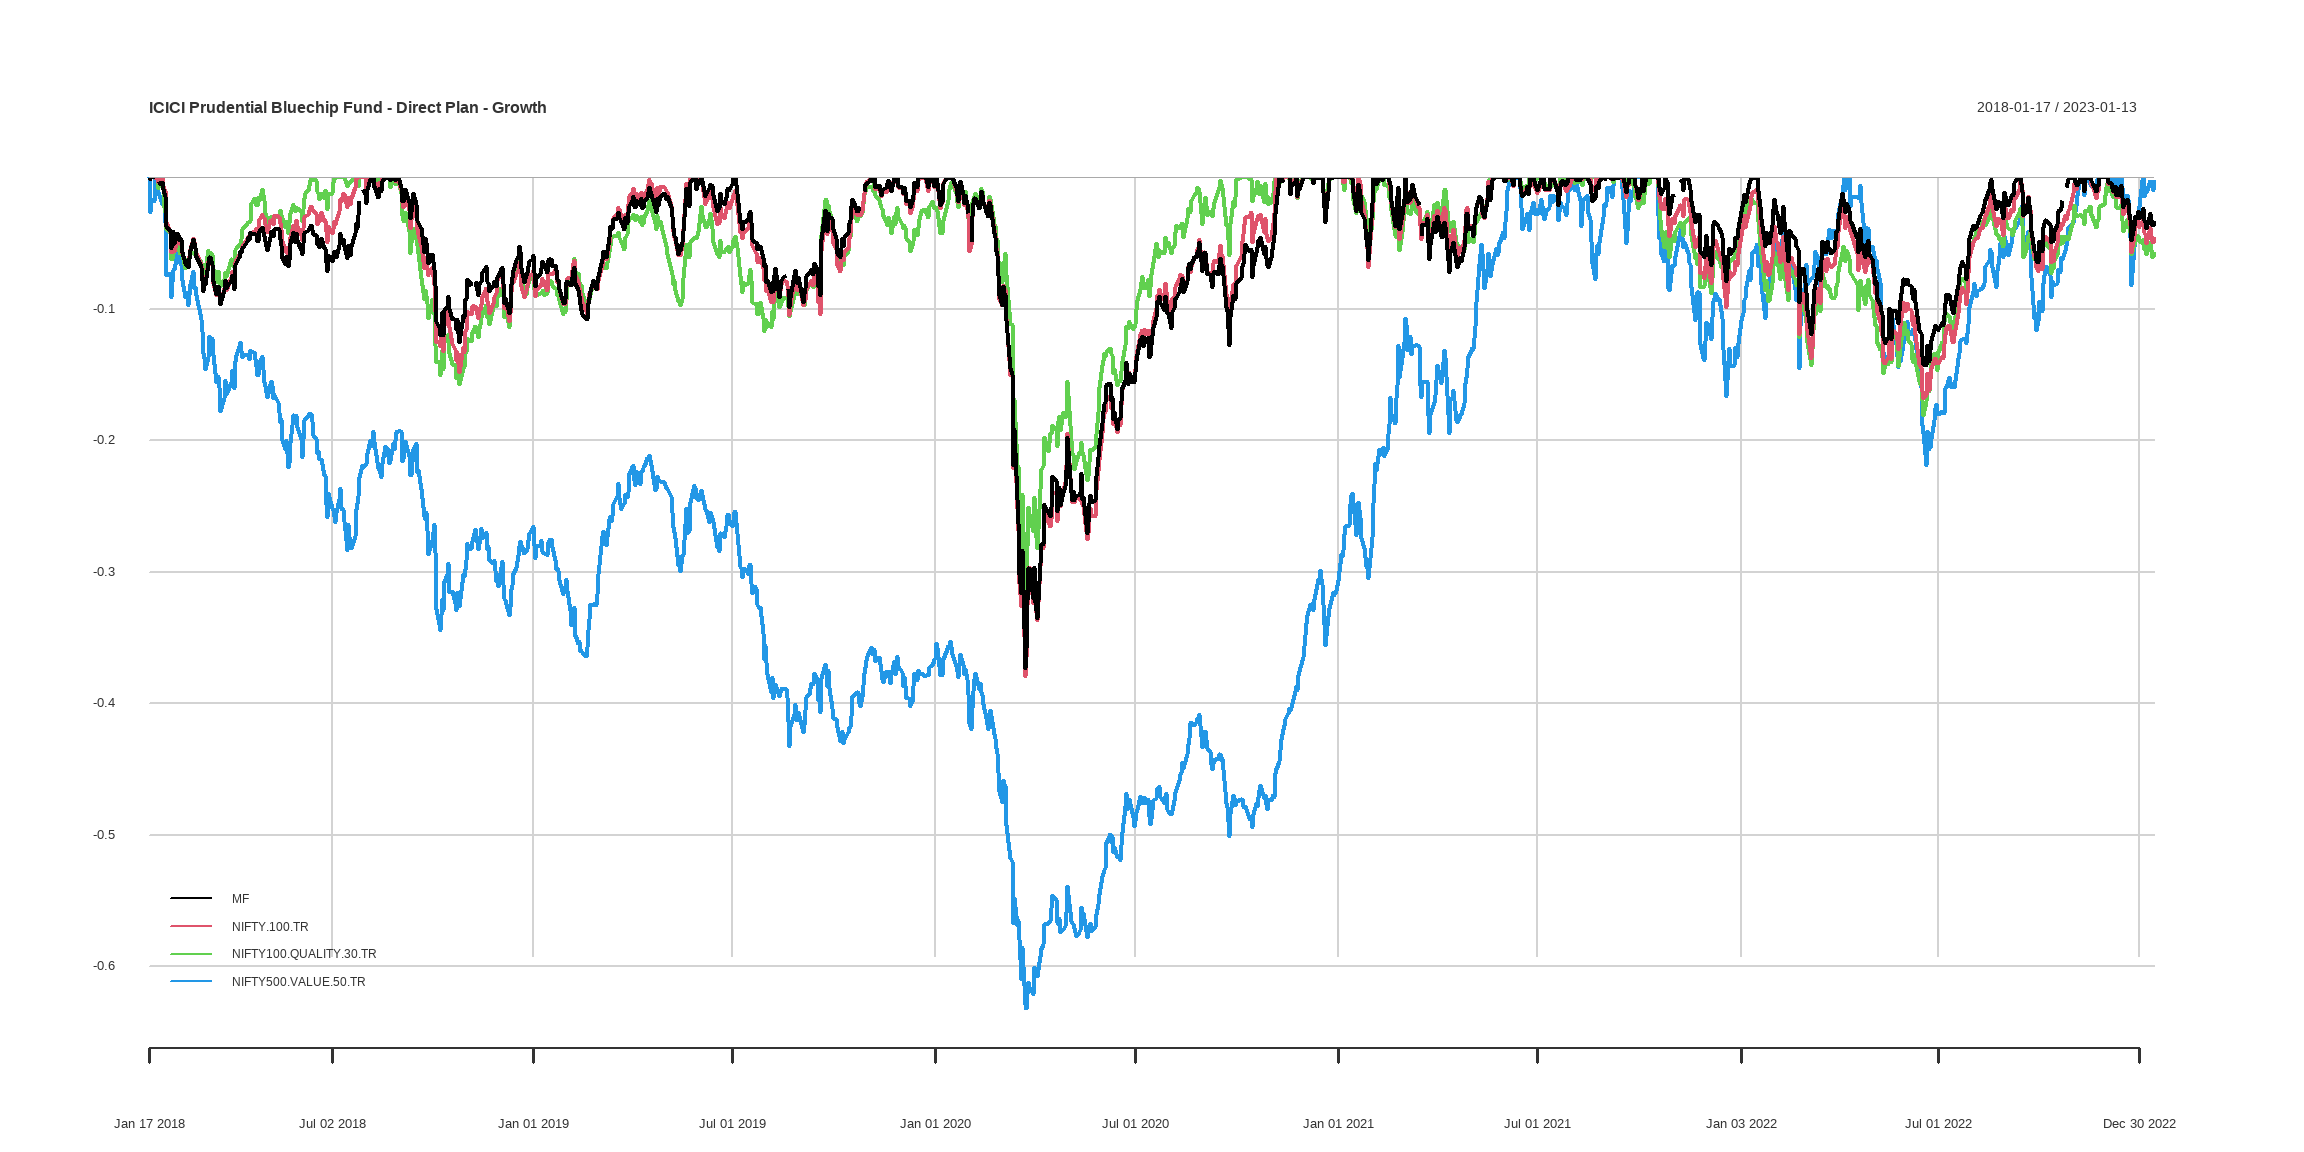 ICICI Prudential Bluechip Fund - Direct Plan - Growth
2018-01-17 / 2023-01-13
-0.1
-0.2
-0.3
-0.4
-0.5
-0.6
MF
NIFTY.100.TR
NIFTY100.QUALITY.30.TR
NIFTY500.VALUE.50.TR
Jan 17 2018
Jul 02 2018
Jan 01 2019
Jul 01 2019
Jan 01 2020
Jul 01 2020
Jan 01 2021
Jul 01 2021
Jan 03 2022
Jul 01 2022
Dec 30 2022